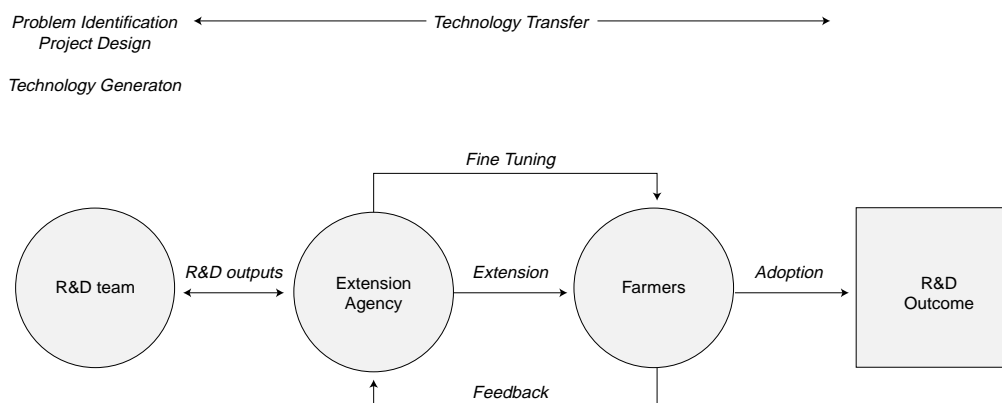 Problem Identification
Project Design
Technology Transfer
Technology Generaton
Fine Tuning
R&D team
R&D outputs
Extension
Agency
Extension
Farmers
Adoption
R&D
Outcome
Feedback